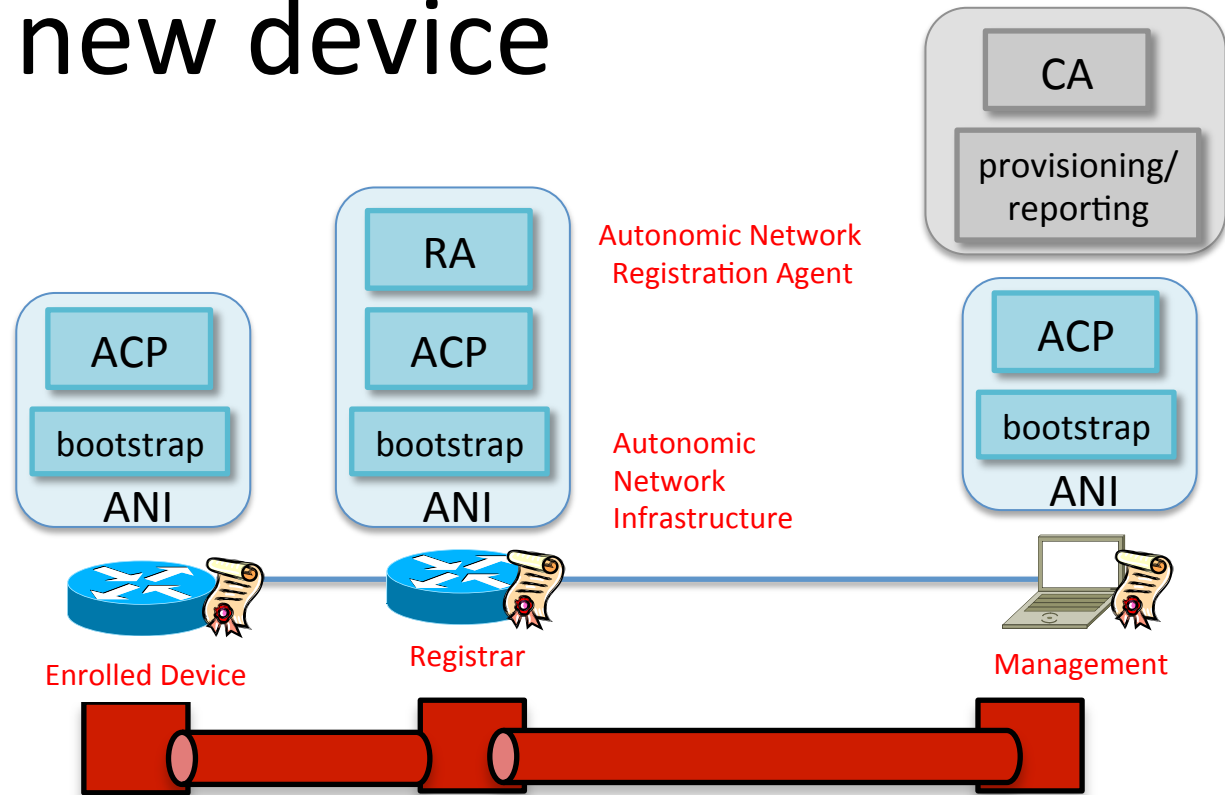 new device
CA
provisioning/
reporting
RA
Autonomic Network
Registration Agent
ACP
ACP
ACP
bootstrap
bootstrap
Autonomic
Network
Infrastructure
bootstrap
ANI
ANI
ANI
Enrolled Device
Registrar
Management